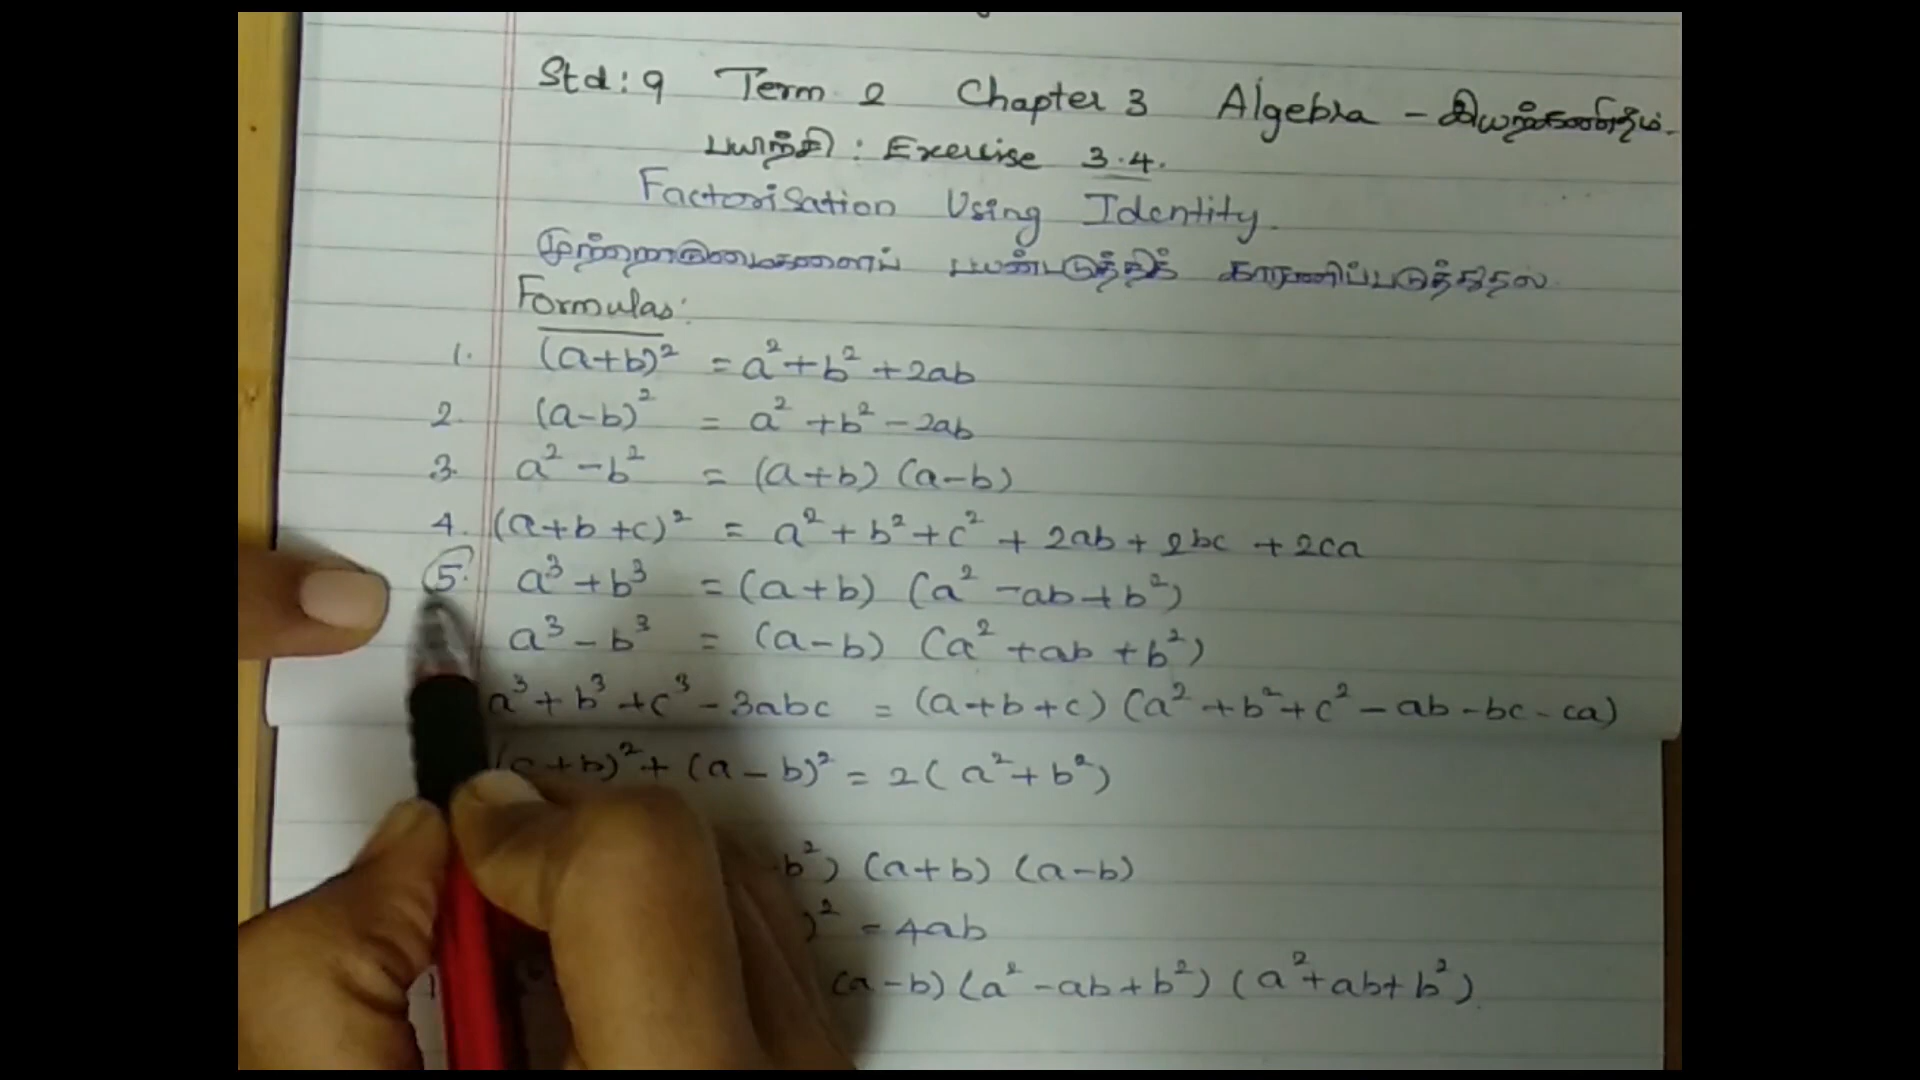 Std: 9 Term 2 Chapter 3 Algebra - இயற்கணிதம்.
பயிற்சி : Exercise 3.4.
Factorisation Using Identity.
முற்றொருமைகளைப் பயன்படுத்திக் காரணிப்படுத்துதல்
Formulas:
1. (a+b)² = a²+b²+2ab
2. (a-b)² = a²+b²-2ab
3. a²-b² = (a+b) (a-b)
4. (a+b+c)² = a²+b²+c²+2ab+2bc+2ca
5. a³+b³ = (a+b) (a²-ab+b²)
a³-b³ = (a-b) (a²+ab+b²)
a³+b³+c³-3abc = (a+b+c) (a²+b²+c²-ab-bc-ca)
(a+b)²+(a-b)² = 2(a²+b²)
b²) (a+b) (a-b)
)² - 4ab
(a-b) (a²-ab+b²) (a²+ab+b²)